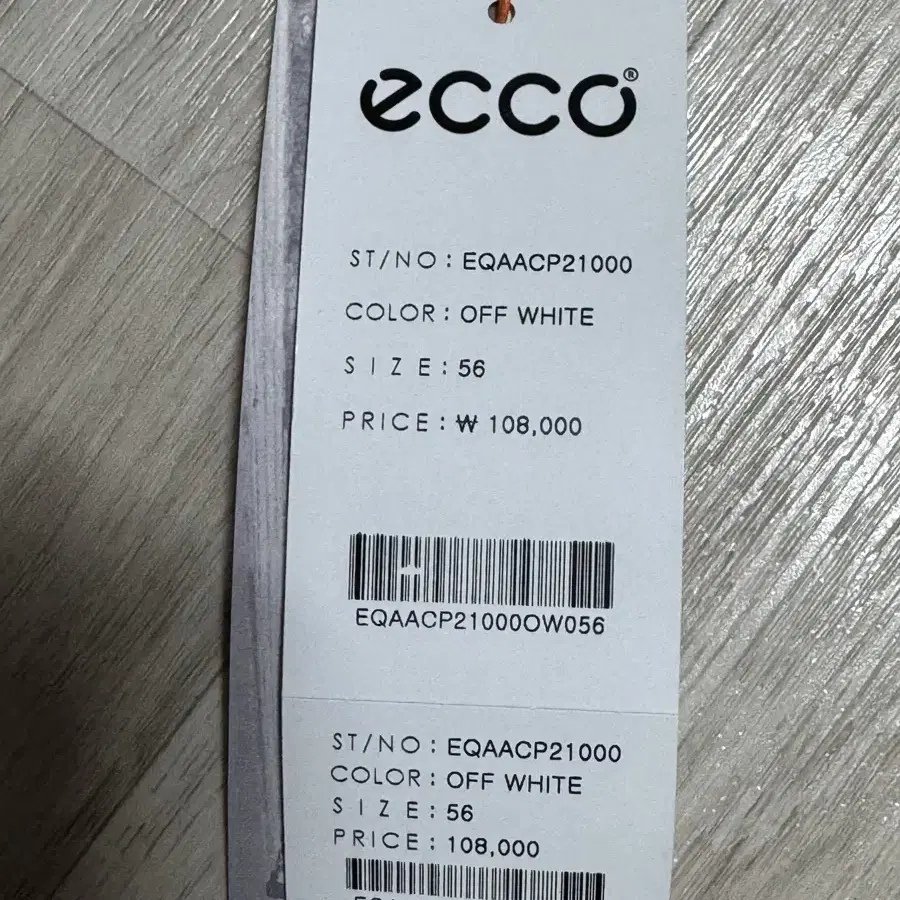 ecco®
ST/NO : EQAACP21000
COLOR : OFF WHITE
SIZE : 56
PRICE : ₩ 108,000
EQAACP21000OW056
ST/NO : EQAACP21000
COLOR : OFF WHITE
SIZE : 56
PRICE : 108,000